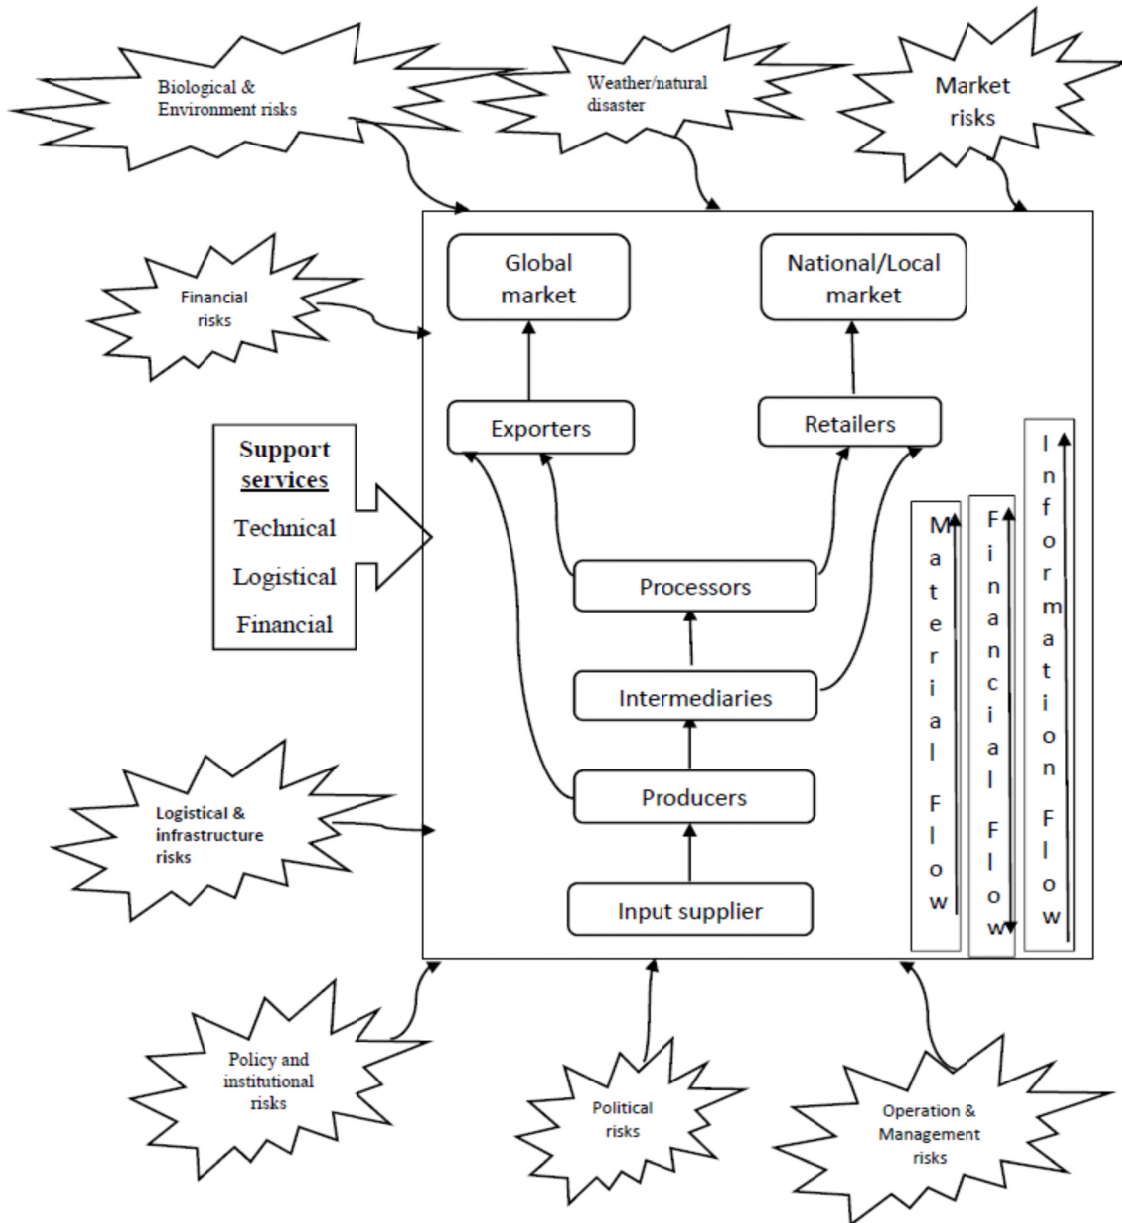 Biological &
Environment risks
Weather/natural
disaster
Market
risks
Financial
risks
Global
market
National/Local
market
Exporters
Retailers
Support
services
Technical
Logistical
Financial
Processors
Intermediaries
Producers
Input supplier
Material Flow
Financial Flow
Information Flow
Logistical &
infrastructure
risks
Policy and
institutional
risks
Political
risks
Operation &
Management
risks